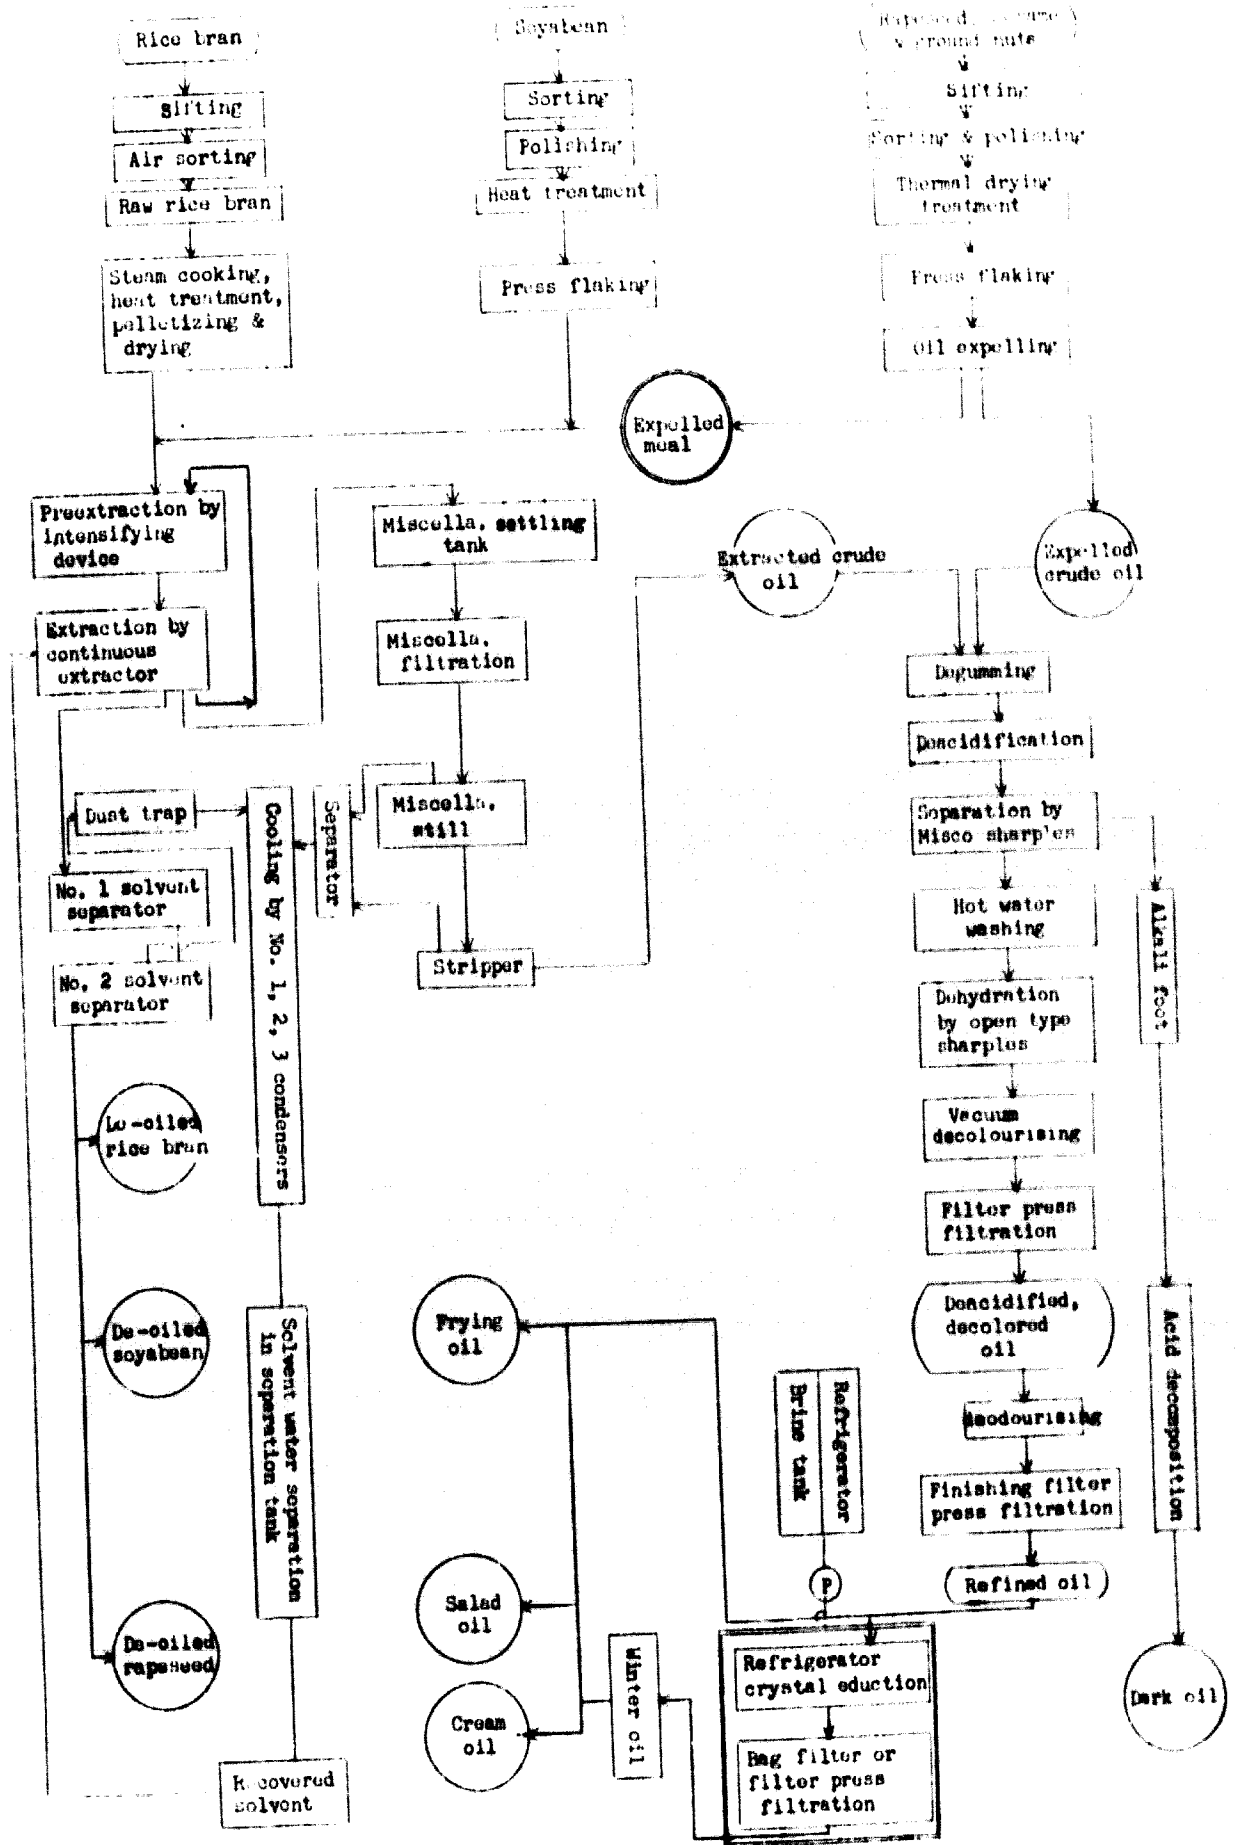 Rice bran
Sifting
Air sorting
Raw rice bran
Steam cooking,
heat treatment,
pelletizing &
drying
Soyabean
Sorting
Polishing
Heat treatment
Press flaking
Rapeseed,
& ground nuts
Sifting
Sorting & polishing
Thermal drying
treatment
Press flaking
Oil expelling
Expelled
meal
Preextraction by
intensifying
device
Extraction by
continuous
extractor
Miscella, settling
tank
Miscella,
filtration
Miscella,
still
Stripper
Separator
Dust trap
No. 1 solvent
separator
No. 2 solvent
separator
Cooling by No. 1, 2, 3 condensers
Extracted crude
oil
Expelled
crude oil
Degumming
Deacidification
Separation by
Misco sharples
Hot water
washing
Dehydration
by open type
sharples
Vacuum
decolourising
Filter press
filtration
Deacidified,
decolored
oil
deodourising
Finishing filter
press filtration
(Refined oil)
Alkali foot
Acid decomposition
Dark oil
De-oiled
rice bran
De-oiled
soyabean
De-oiled
rapeseed
Solvent water separation
in separation tank
Recovered
solvent
Frying
oil
Salad
oil
Cream
oil
Winter oil
Refrigerator
Brine tank
P
Refrigerator
crystal eduction
Bag filter or
filter press
filtration